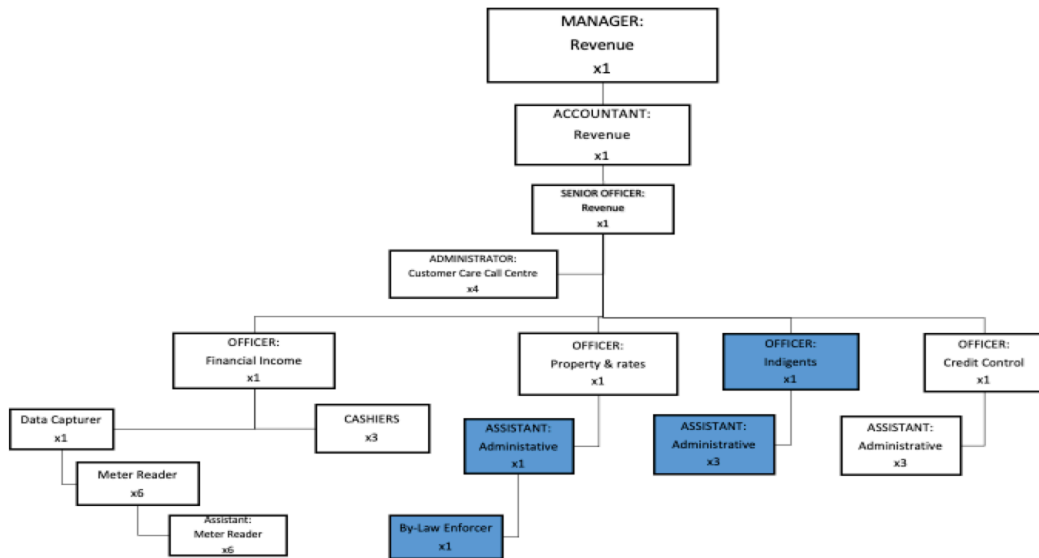 MANAGER:
Revenue
x1
ACCOUNTANT:
Revenue
x1
SENIOR OFFICER:
Revenue
x1
ADMINISTRATOR:
Customer Care Call Centre
x4
OFFICER:
Financial Income
x1
OFFICER:
Property & rates
x1
OFFICER:
Indigents
x1
OFFICER:
Credit Control
x1
Data Capturer
x1
CASHIERS
x3
ASSISTANT:
Administative
x1
ASSISTANT:
Administrative
x3
ASSISTANT:
Administrative
x3
Meter Reader
x6
Assistant:
Meter Reader
x6
By-Law Enforcer
x1